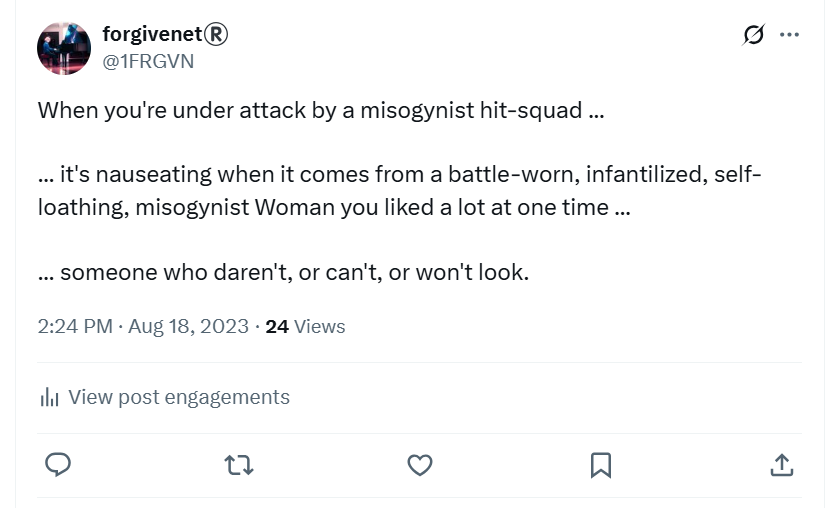 forgivenet®
@1FRGVN
When you're under attack by a misogynist hit-squad ...
... it's nauseating when it comes from a battle-worn, infantilized, self-
loathing, misogynist Woman you liked a lot at one time ...
... someone who daren't, or can't, or won't look.
2:24 PM · Aug 18, 2023 · 24 Views
View post engagements